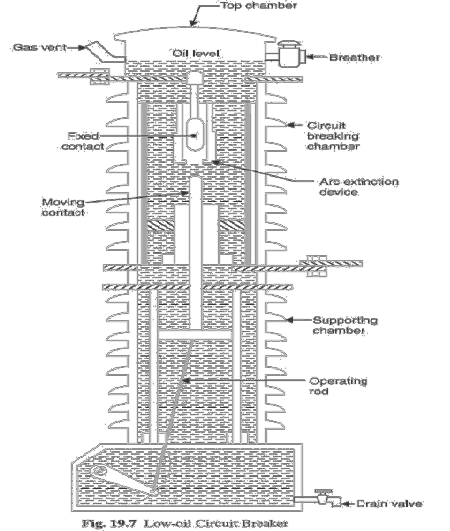 Top chamber
Gas vent
Oil level
Breather
Fixed
contact
Circuit
breaking
chamber
Arc extinction
device
Moving
contact
Supporting
chamber
Operating
rod
Drain valve
Fig. 19.7 Low-oil Circuit Breaker